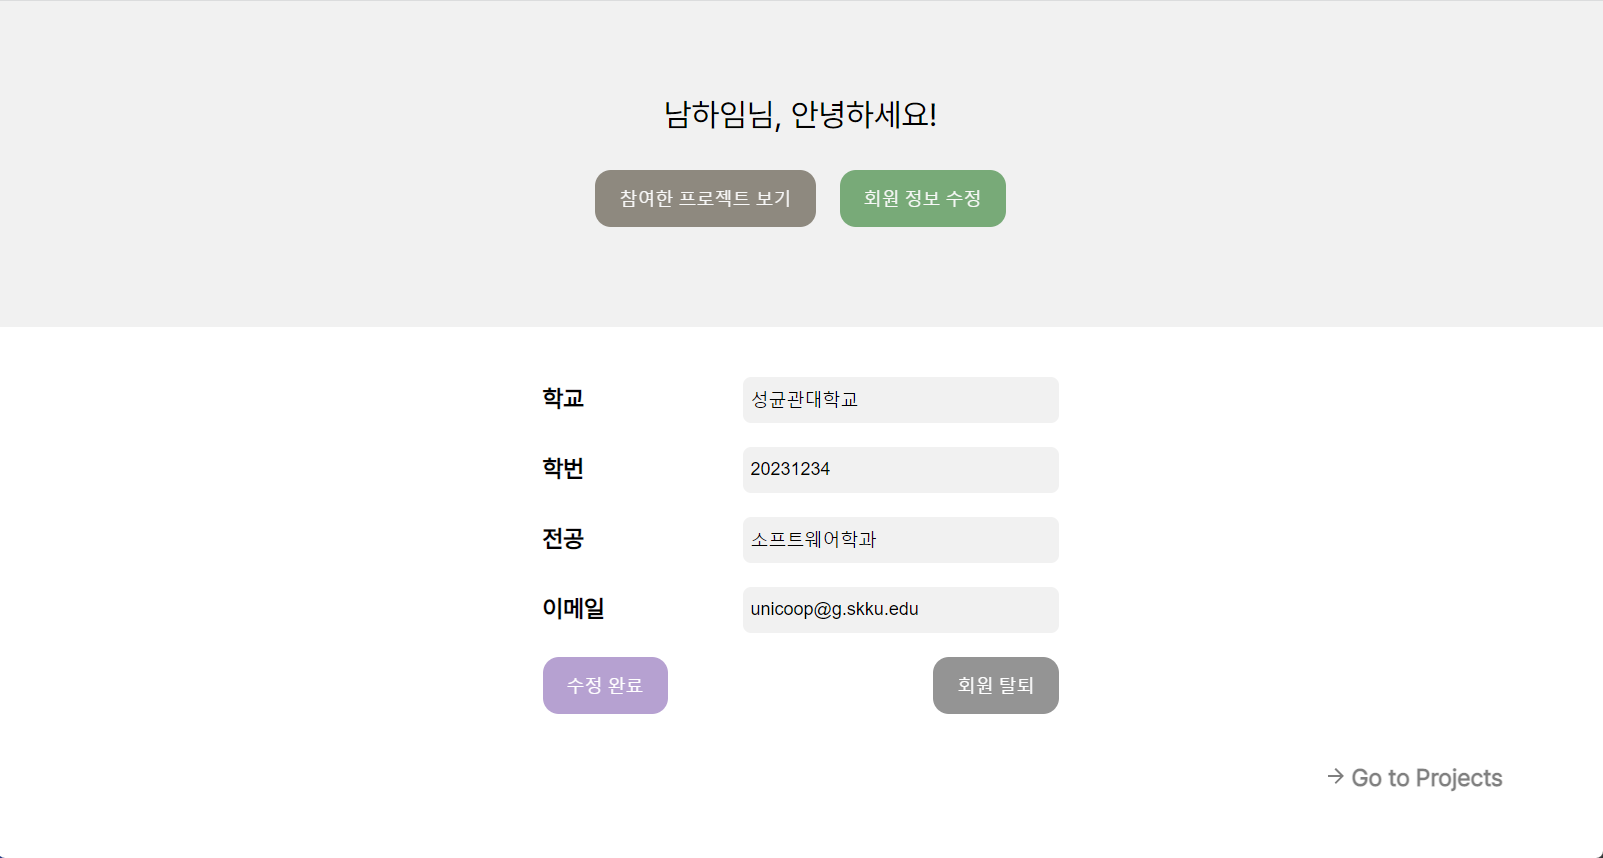 남하임님, 안녕하세요!
참여한 프로젝트 보기
회원 정보 수정
학교
성균관대학교
학번
20231234
전공
소프트웨어학과
이메일
unicoop@g.skku.edu
수정 완료
회원 탈퇴
→ Go to Projects